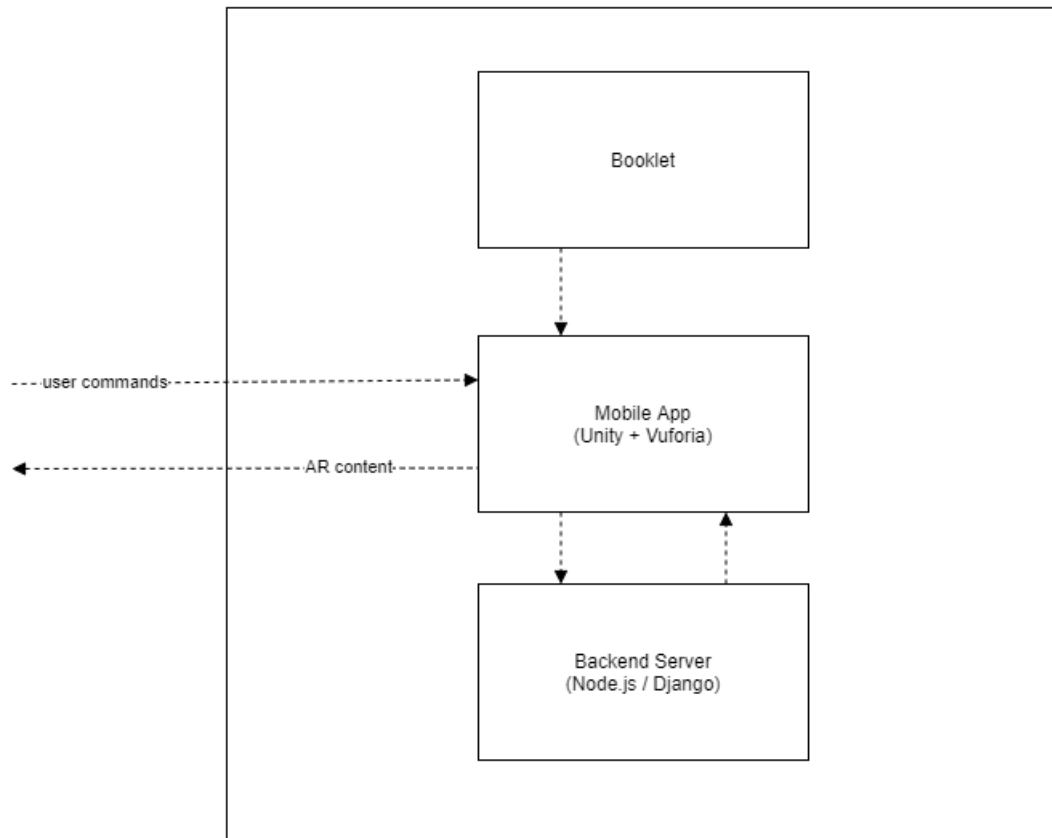 Booklet
user commands
Mobile App
(Unity + Vuforia)
AR content
Backend Server
(Node.js / Django)